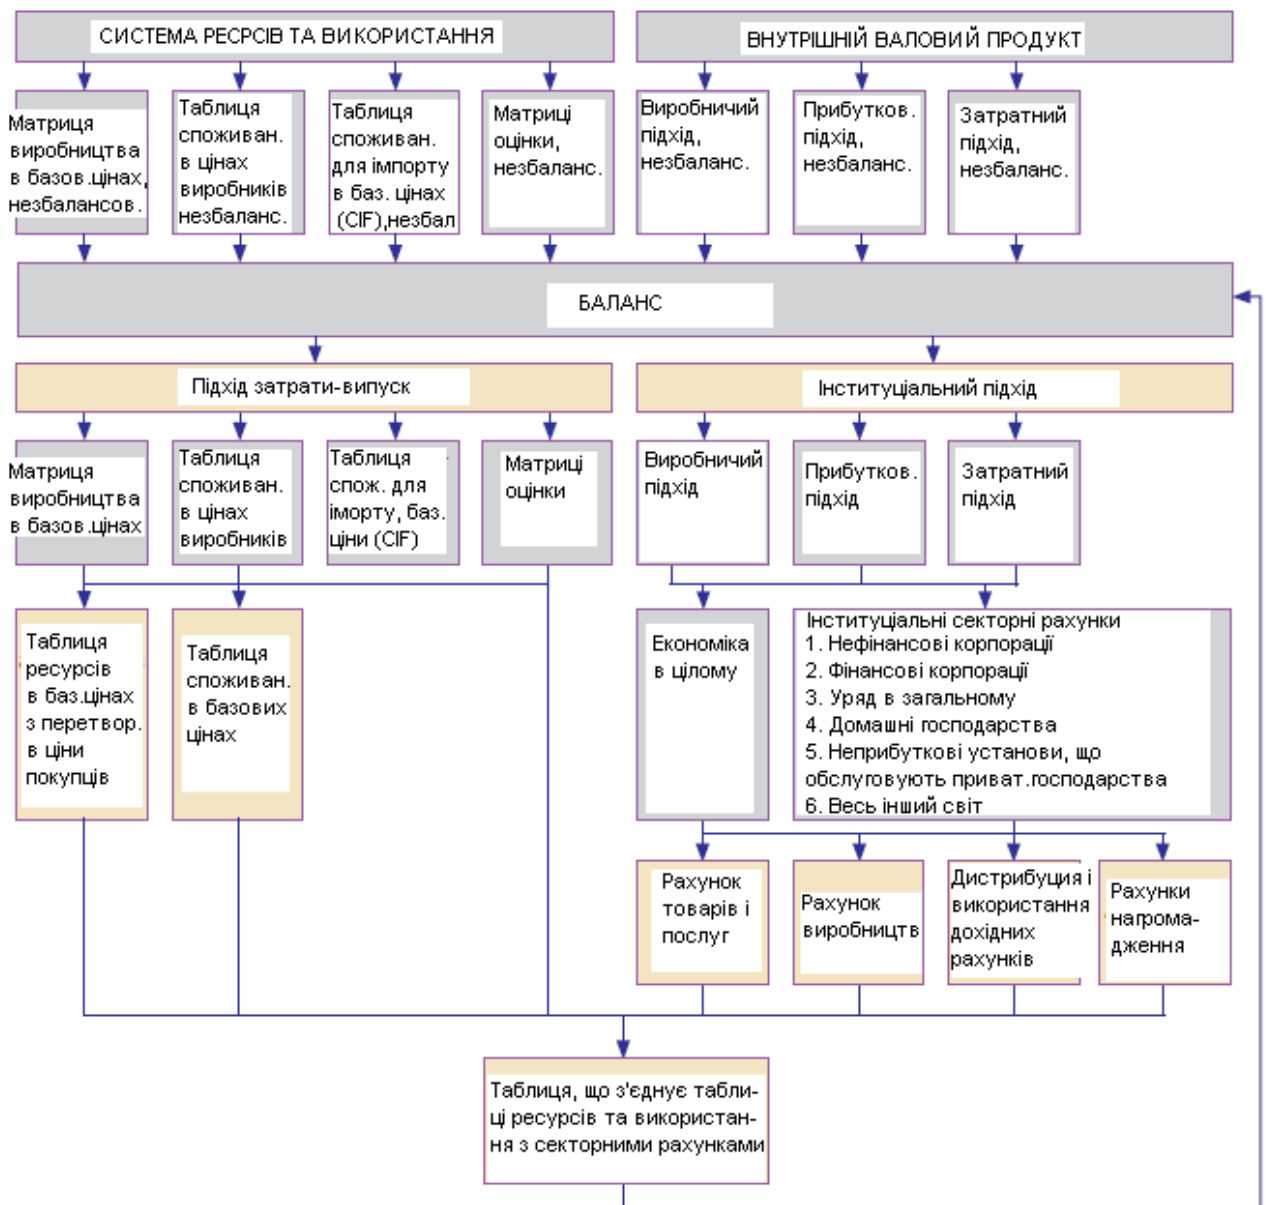 СИСТЕМА РЕСРСІВ ТА ВИКОРИСТАННЯ
ВНУТРІШНІЙ ВАЛОВИЙ ПРОДУКТ
Матриця
виробництва
в базов.цінах,
незбалансов.
Таблиця
споживан.
в цінах
виробників
незбаланс.
Таблиця
споживан.
для імпорту
в баз. цінах
(CIF),незбал
Матриці
оцінки,
незбаланс.
Виробничий
підхід,
незбаланс.
Прибутков.
підхід,
незбаланс.
Затратний
підхід,
незбаланс.
БАЛАНС
Підхід затрати-випуск
Інституціальний підхід
Матриця
виробництва
в базов.цінах
Таблиця
споживан.
в цінах
виробників
Таблиця
спож. для
іморту, баз.
ціни (CIF)
Матриці
оцінки
Виробничий
підхід
Прибутков.
підхід
Затратний
підхід
Таблиця
ресурсів
в баз.цінах
з перетвор.
в ціни
покупців
Таблиця
споживан.
в базових
цінах
Економіка
в цілому
Інституціальні секторні рахунки
1. Нефінансові корпорації
2. Фінансові корпорації
3. Уряд в загальному
4. Домашні господарства
5. Неприбуткові установи, що
обслуговують приват.господарства
6. Весь інший світ
Рахунок
товарів і
послуг
Рахунок
виробництв
Дистрибуция і
використання
дохідних
рахунків
Рахунки
нагрома-
дження
Таблиця, що з'єднує табли-
ці ресурсів та використан-
ня з секторними рахунками